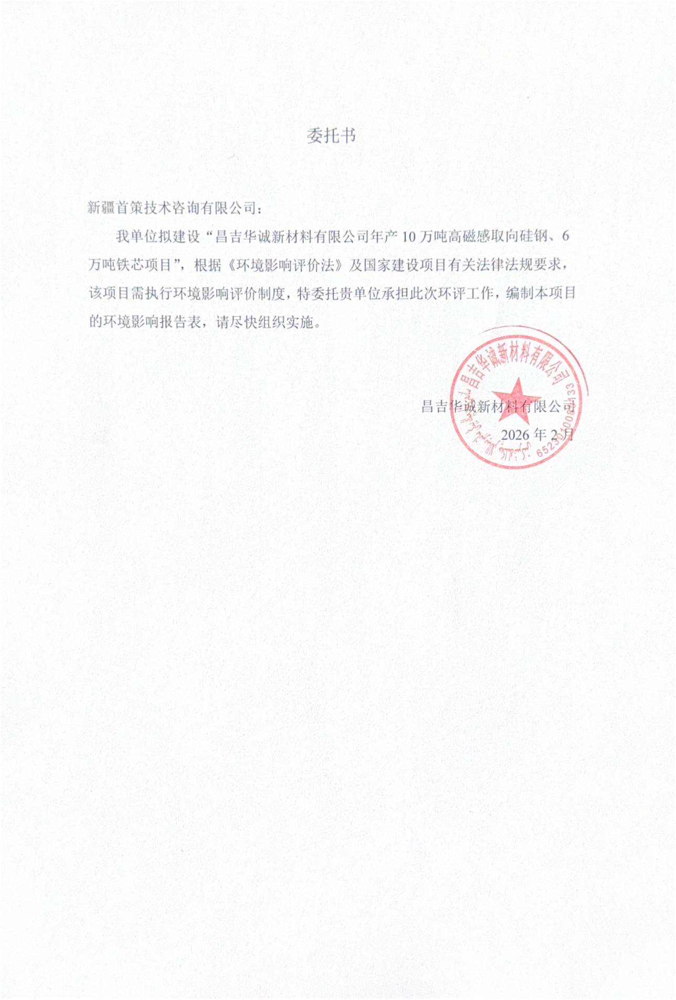 委托书
新疆首策技术咨询有限公司：
我单位拟建设“昌吉华诚新材料有限公司年产 10 万吨高磁感取向硅钢、6
万吨铁芯项目”，根据《环境影响评价法》及国家建设项目有关法律法规要求，
该项目需执行环境影响评价制度，特委托贵单位承担此次环评工作，编制本项目
的环境影响报告表，请尽快组织实施。
昌吉华诚新材料有限公司
昌吉华诚新材料有限公司
2026 年 2 月